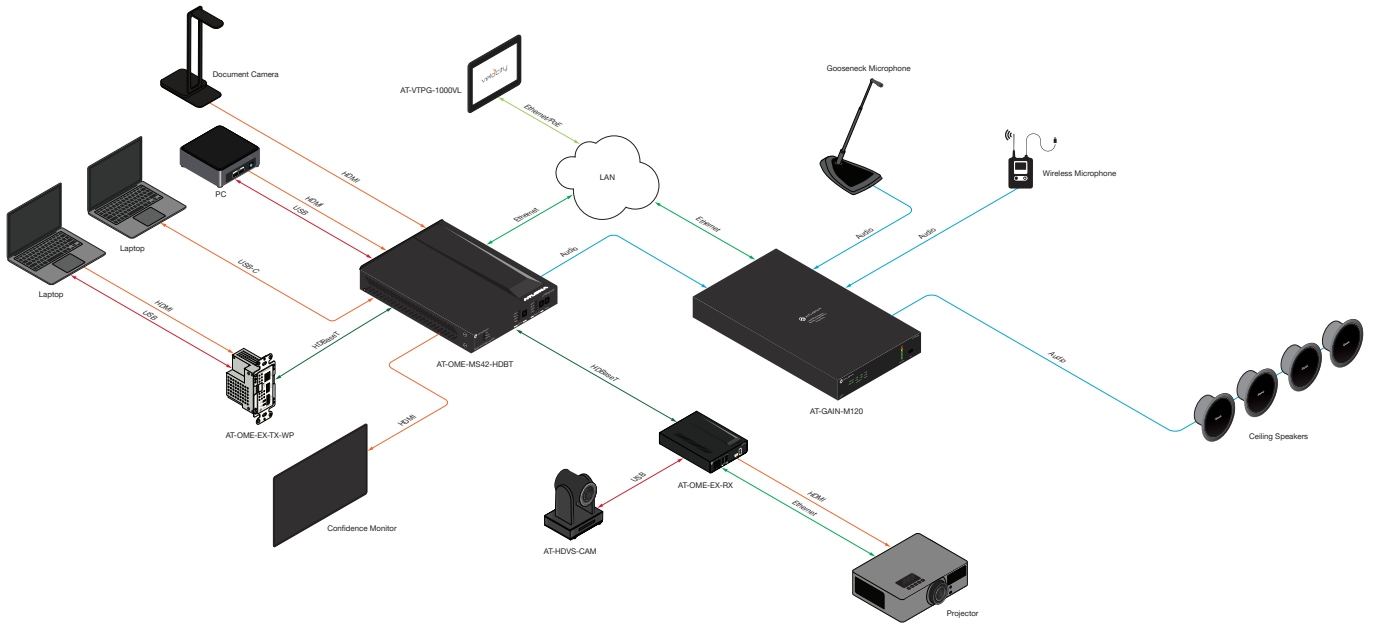 Document Camera
AT-VTPG-1000VL
Gooseneck Microphone
Ethernet/PoE
Wireless Microphone
PC
HDMI
HDMI
USB
LAN
Laptop
Ethernet
Ethernet
Audio
Audio
Audio
USB-C
Laptop
HDMI
USB
HDBaseT
AT-OME-MS42-HDBT
HDBaseT
AT-GAIN-M120
Audio
HDMI
AT-OME-EX-TX-WP
Ceiling Speakers
USB
AT-OME-EX-RX
HDMI
Ethernet
Confidence Monitor
AT-HDVS-CAM
Projector